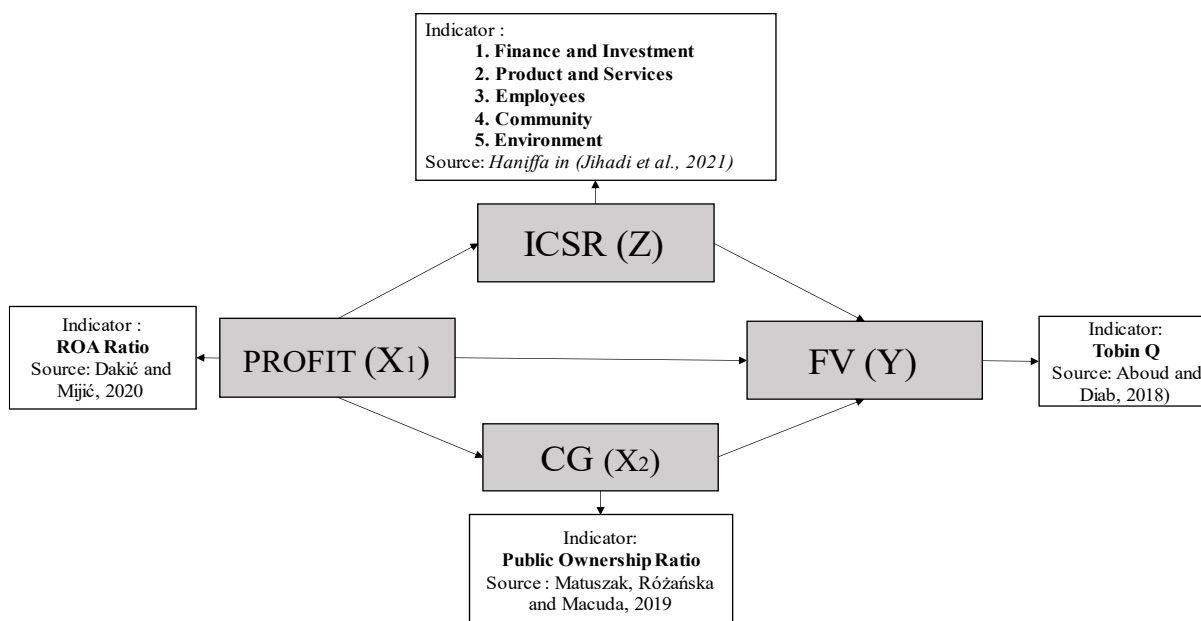 Indicator :
1. Finance and Investment
2. Product and Services
3. Employees
4. Community
5. Environment
Source: Haniffa in (Jihadi et al., 2021)
ICSR (Z)
Indicator :
ROA Ratio
Source: Dakić and
Mijić, 2020
PROFIT (X1)
FV (Y)
Indicator:
Tobin Q
Source: Aboud and
Diab, 2018)
CG (X2)
Indicator:
Public Ownership Ratio
Source : Matuszak, Różańska
and Macuda, 2019